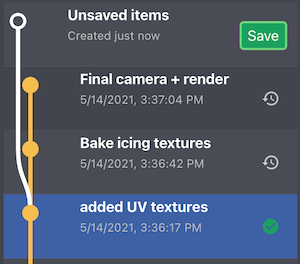 Unsaved items
Created just now
Save
Final camera + render
5/14/2021, 3:37:04 PM
Bake icing textures
5/14/2021, 3:36:42 PM
added UV textures
5/14/2021, 3:36:17 PM